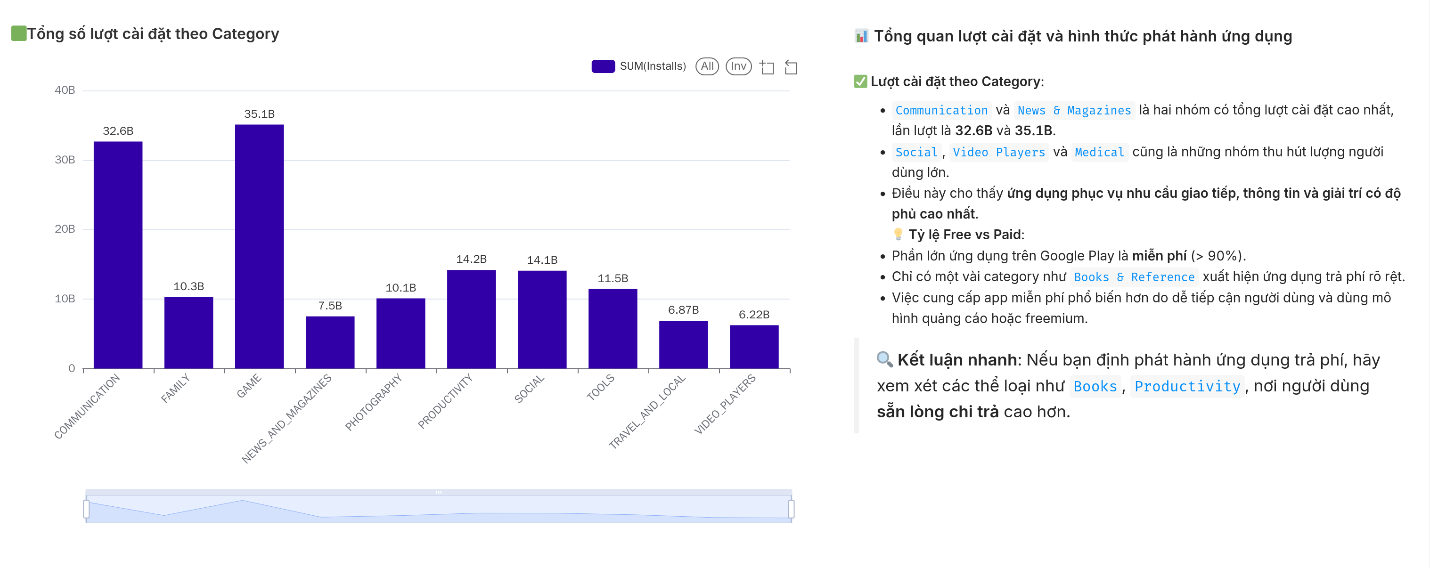 Tổng số lượt cài đặt theo Category
SUM(Installs) All Inv
40B
30B
20B
10B
0
32.6B
10.3B
35.1B
7.5B
10.1B
14.2B
14.1B
11.5B
6.87B
6.22B
COMMUNICATION
FAMILY
GAME
NEWS_AND_MAGAZINES
PHOTOGRAPHY
PRODUCTIVITY
SOCIAL
TOOLS
TRAVEL_AND_LOCAL
VIDEO_PLAYERS
📊 Tổng quan lượt cài đặt và hình thức phát hành ứng dụng
✅ Lượt cài đặt theo Category:
• Communication và News & Magazines là hai nhóm có tổng lượt cài đặt cao nhất,
lần lượt là 32.6B và 35.1B.
• Social, Video Players và Medical cũng là những nhóm thu hút lượng người
dùng lớn.
• Điều này cho thấy ứng dụng phục vụ nhu cầu giao tiếp, thông tin và giải trí có độ
phủ cao nhất.
💡 Tỷ lệ Free vs Paid:
• Phần lớn ứng dụng trên Google Play là miễn phí (> 90%).
• Chỉ có một vài category như Books & Reference xuất hiện ứng dụng trả phí rõ rệt.
• Việc cung cấp app miễn phí phổ biến hơn do dễ tiếp cận người dùng và dùng mô
hình quảng cáo hoặc freemium.
🔍 Kết luận nhanh: Nếu bạn định phát hành ứng dụng trả phí, hãy
xem xét các thể loại như Books, Productivity, nơi người dùng
sẵn lòng chi trả cao hơn.